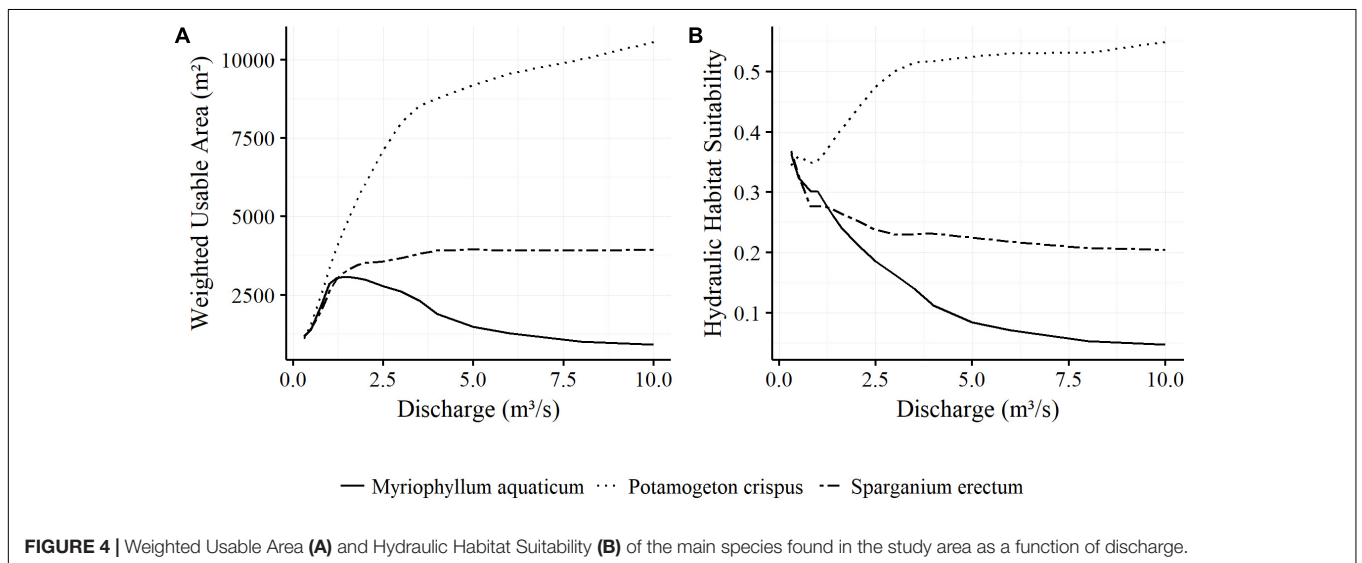 A
Weighted Usable Area (m²)
10000
7500
5000
2500
0.0 2.5 5.0 7.5 10.0
Discharge (m³/s)
B
Hydraulic Habitat Suitability
0.5
0.4
0.3
0.2
0.1
0.0 2.5 5.0 7.5 10.0
Discharge (m³/s)
Myriophyllum aquaticum Potamogeton crispus Sparganium erectum
FIGURE 4 | Weighted Usable Area (A) and Hydraulic Habitat Suitability (B) of the main species found in the study area as a function of discharge.